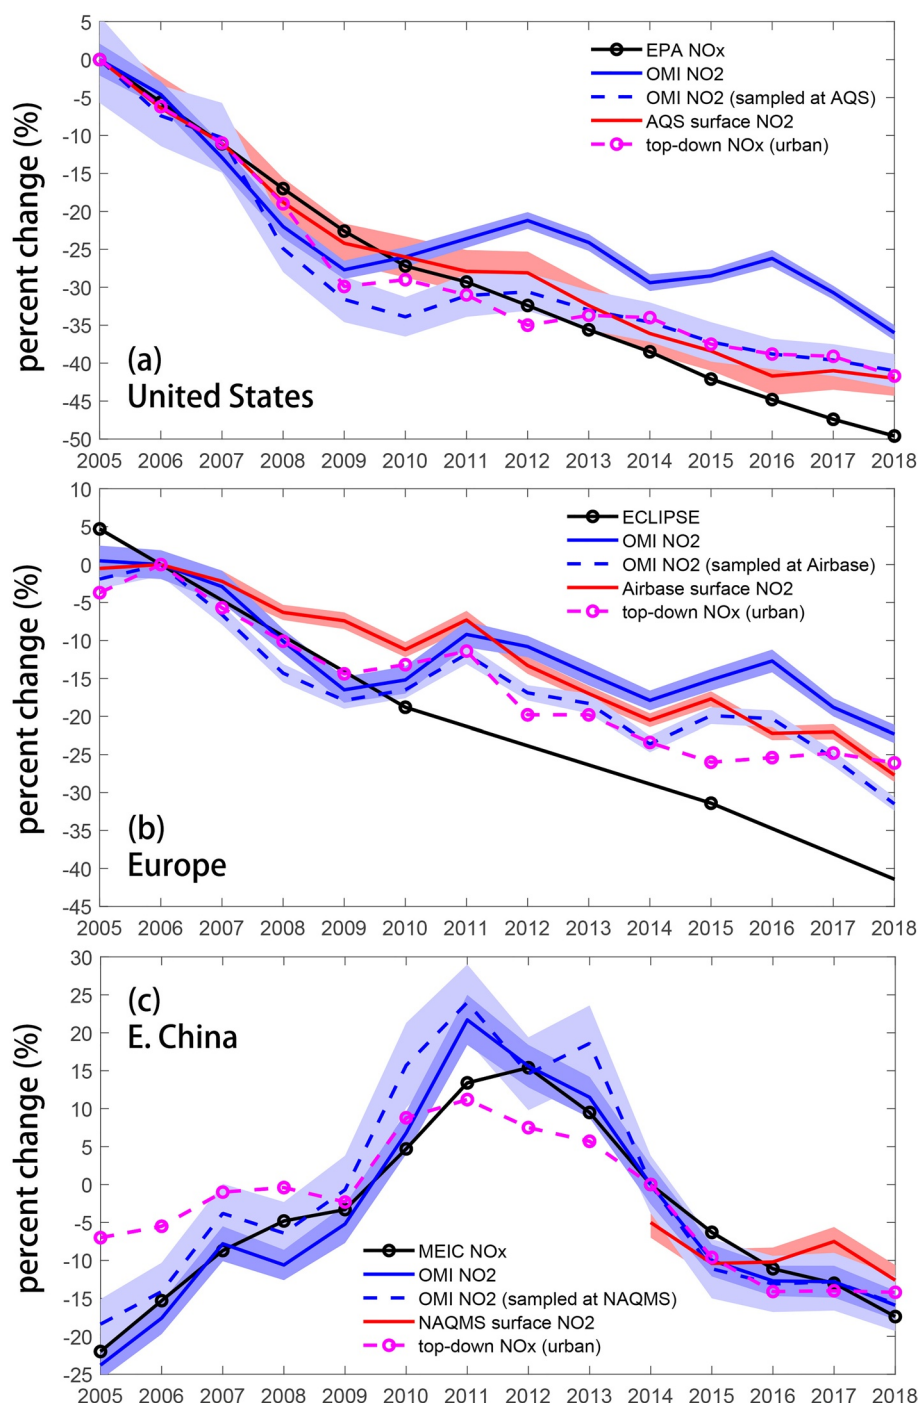 5
0
-5
-10
-15
-20
-25
-30
-35
-40
-45
-50
percent change (%)
EPA NOx
OMI NO2
OMI NO2 (sampled at AQS)
AQS surface NO2
top-down NOx (urban)
(a)
United States
2005 2006 2007 2008 2009 2010 2011 2012 2013 2014 2015 2016 2017 2018
10
5
0
-5
-10
-15
-20
-25
-30
-35
-40
-45
percent change (%)
ECLIPSE
OMI NO2
OMI NO2 (sampled at Airbase)
Airbase surface NO2
top-down NOx (urban)
(b)
Europe
2005 2006 2007 2008 2009 2010 2011 2012 2013 2014 2015 2016 2017 2018
30
25
20
15
10
5
0
-5
-10
-15
-20
-25
percent change (%)
(c)
E. China
MEIC NOx
OMI NO2
OMI NO2 (sampled at NAQMS)
NAQMS surface NO2
top-down NOx (urban)
2005 2006 2007 2008 2009 2010 2011 2012 2013 2014 2015 2016 2017 2018